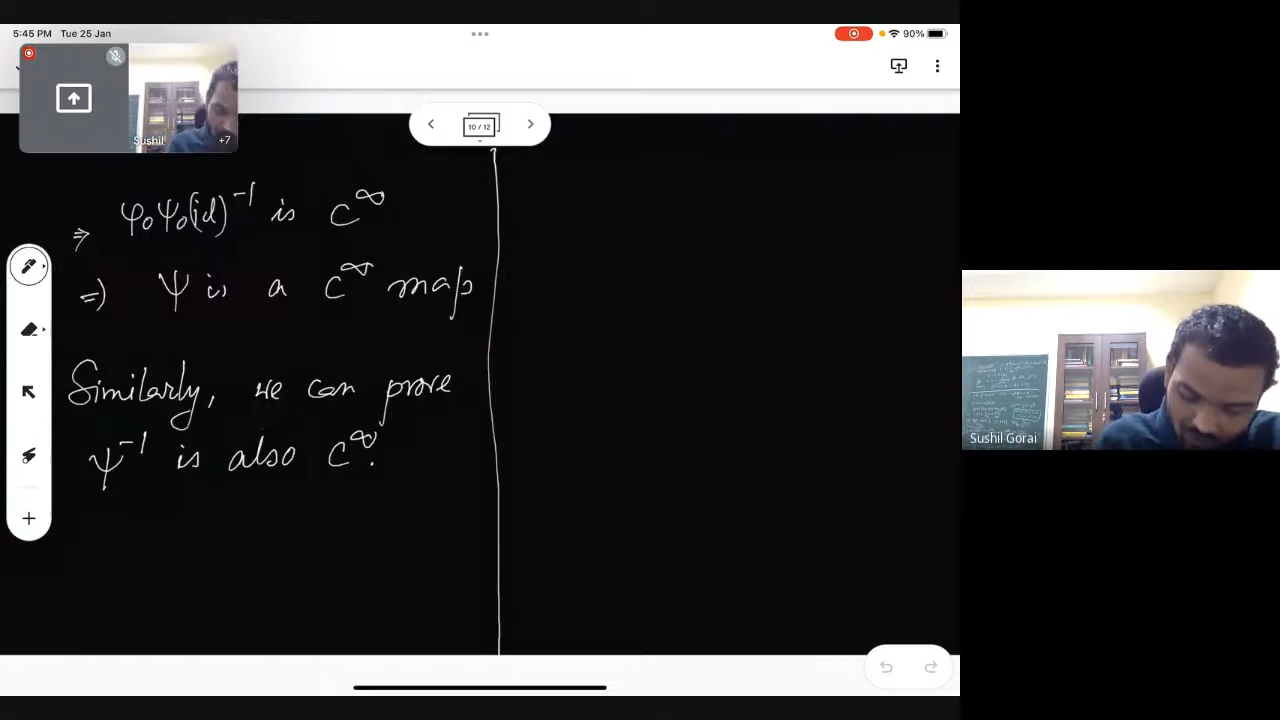 5:45 PM Tue 25 Jan
90%
Sushil
+7
10 / 12
⇒ φ∘ψ∘(id)⁻¹ is C^∞
⇒ ψ is a C^∞ map
Similarly, we can prove
ψ⁻¹ is also C^∞.
Sushil Gorai